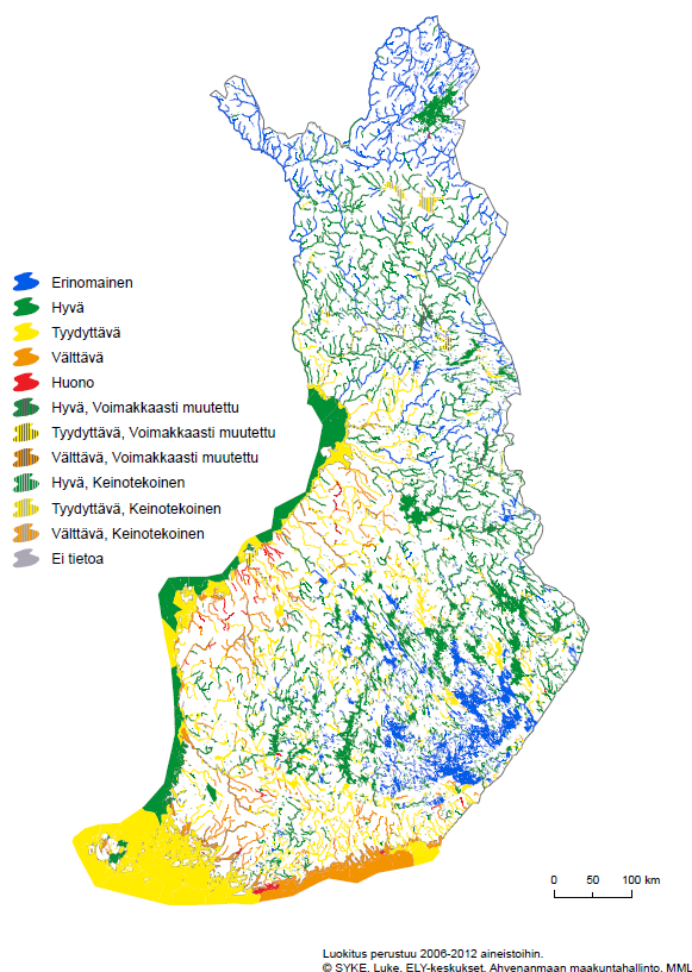 Erinomainen
Hyvä
Tyydyttävä
Välttävä
Huono
Hyvä, Voimakkaasti muutettu
Tyydyttävä, Voimakkaasti muutettu
Välttävä, Voimakkaasti muutettu
Hyvä, Keinotekoinen
Tyydyttävä, Keinotekoinen
Välttävä, Keinotekoinen
Ei tietoa
0 50 100 km
Luokitus perustuu 2006-2012 aineistoihin.
© SYKE, Luke, ELY-keskukset, Ahvenanmaan maakuntahallinto, MML